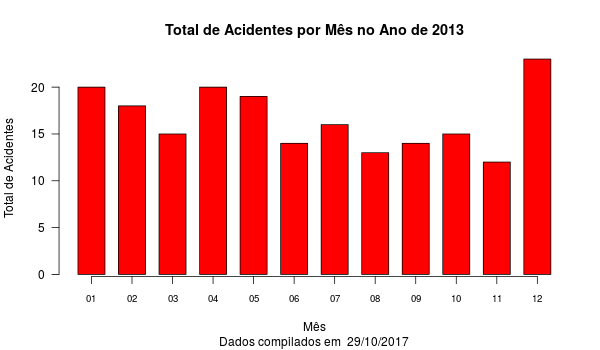 Total de Acidentes por Mês no Ano de 2013
Total de Acidentes
20
15
10
5
0
01 02 03 04 05 06 07 08 09 10 11 12
Mês
Dados compilados em 29/10/2017